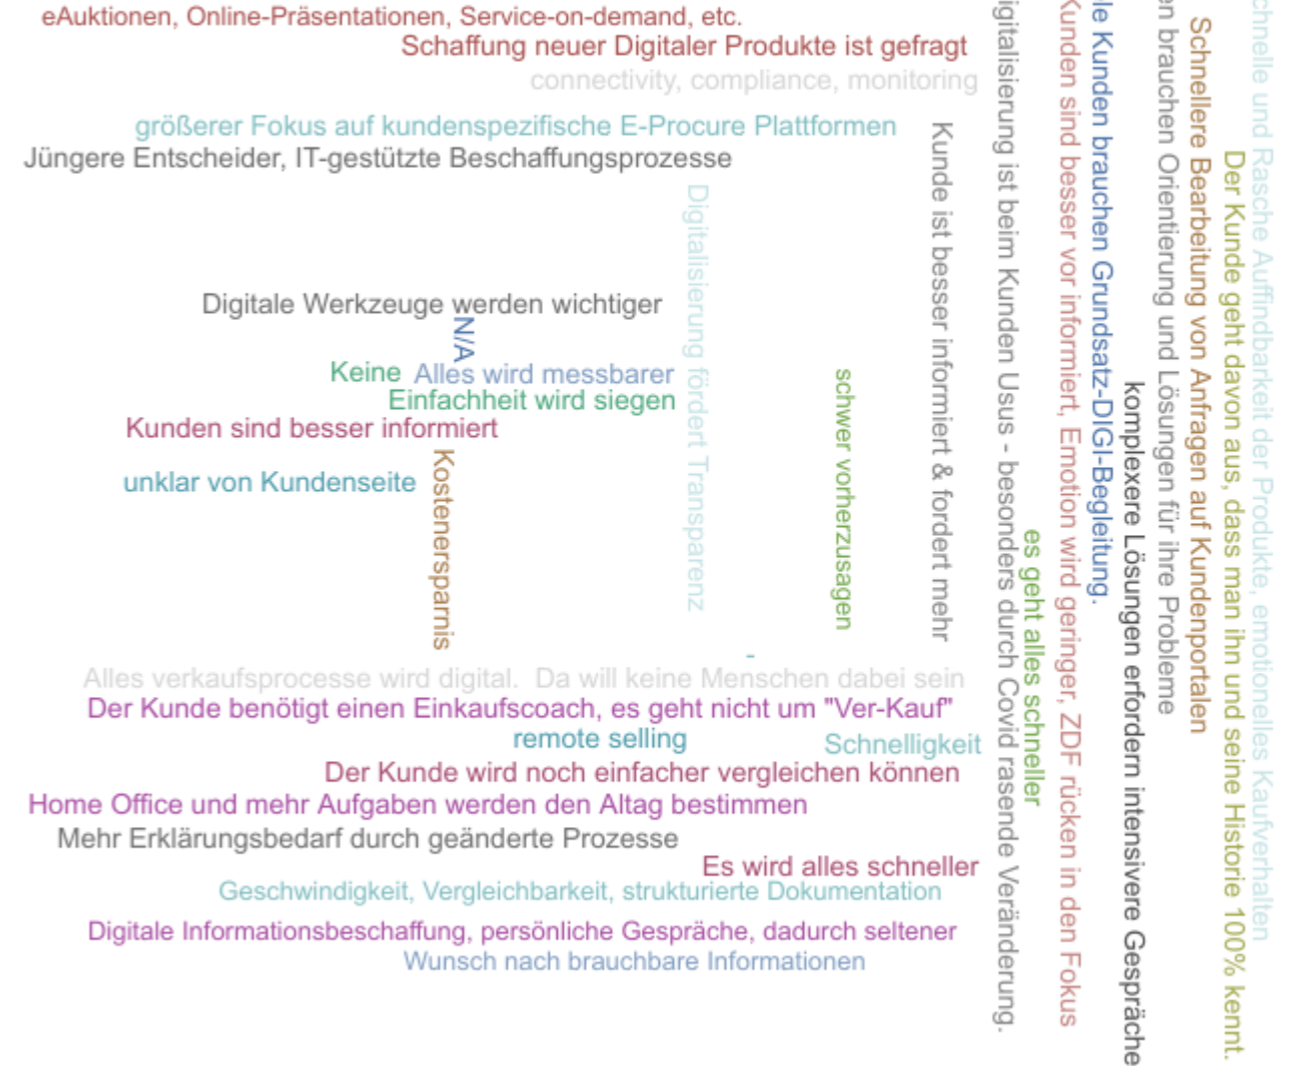 eAuktionen, Online-Präsentationen, Service-on-demand, etc.
Schaffung neuer Digitaler Produkte ist gefragt
connectivity, compliance, monitoring
größerer Fokus auf kundenspezifische E-Procure Plattformen
Jüngere Entscheider, IT-gestützte Beschaffungsprozesse
Digitale Werkzeuge werden wichtiger
N/A
Keine
Alles wird messbarer
Einfachheit wird siegen
Kunden sind besser informiert
unklar von Kundenseite
Kostenersparnis
Digitalisierung fördert Transparenz
schwer vorherzusagen
-
Alles verkaufsprocesse wird digital.  Da will keine Menschen dabei sein
Der Kunde benötigt einen Einkaufscoach, es geht nicht um "Ver-Kauf"
remote selling
Schnelligkeit
Der Kunde wird noch einfacher vergleichen können
Home Office und mehr Aufgaben werden den Altag bestimmen
Mehr Erklärungsbedarf durch geänderte Prozesse
Es wird alles schneller
Geschwindigkeit, Vergleichbarkeit, strukturierte Dokumentation
Digitale Informationsbeschaffung, persönliche Gespräche, dadurch seltener
Wunsch nach brauchbare Informationen
Kunde ist besser informiert & fordert mehr
igitalisierung ist beim Kunden Usus - besonders durch Covid rasende Veränderung.
es geht alles schneller
Kunden sind besser vor informiert, Emotion wird geringer, ZDF rücken in den Fokus
le Kunden brauchen Grundsatz-DIGI-Begleitung.
komplexere Lösungen erfordern intensivere Gespräche
en brauchen Orientierung und Lösungen für ihre Probleme
Schnellere Bearbeitung von Anfragen auf Kundenportalen
Der Kunde geht davon aus, dass man ihn und seine Historie 100% kennt.
chnelle und Rasche Auffindbarkeit der Produkte, emotionelles Kaufverhalten